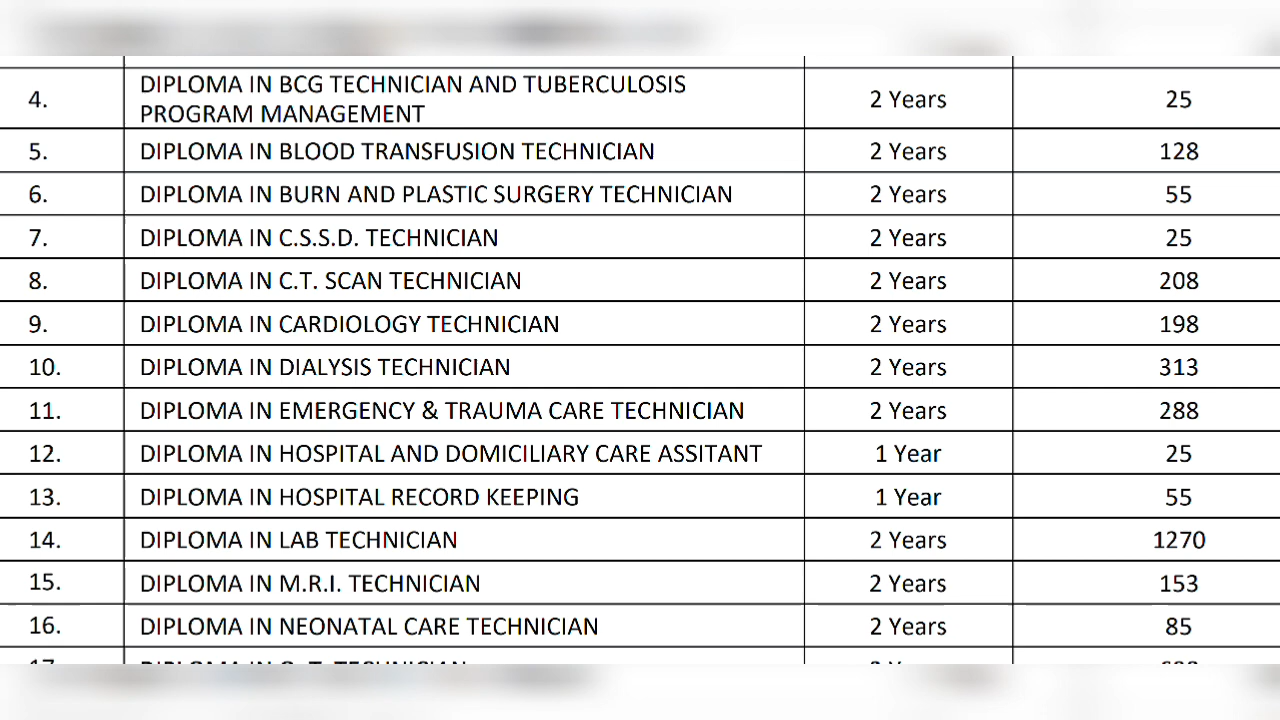 4. DIPLOMA IN BCG TECHNICIAN AND TUBERCULOSIS PROGRAM MANAGEMENT 2 Years 25
5. DIPLOMA IN BLOOD TRANSFUSION TECHNICIAN 2 Years 128
6. DIPLOMA IN BURN AND PLASTIC SURGERY TECHNICIAN 2 Years 55
7. DIPLOMA IN C.S.S.D. TECHNICIAN 2 Years 25
8. DIPLOMA IN C.T. SCAN TECHNICIAN 2 Years 208
9. DIPLOMA IN CARDIOLOGY TECHNICIAN 2 Years 198
10. DIPLOMA IN DIALYSIS TECHNICIAN 2 Years 313
11. DIPLOMA IN EMERGENCY & TRAUMA CARE TECHNICIAN 2 Years 288
12. DIPLOMA IN HOSPITAL AND DOMICILIARY CARE ASSITANT 1 Year 25
13. DIPLOMA IN HOSPITAL RECORD KEEPING 1 Year 55
14. DIPLOMA IN LAB TECHNICIAN 2 Years 1270
15. DIPLOMA IN M.R.I. TECHNICIAN 2 Years 153
16. DIPLOMA IN NEONATAL CARE TECHNICIAN 2 Years 85